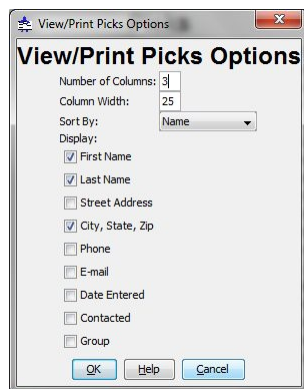 View/Print Picks Options
View/Print Picks Options
Number of Columns: 3
Column Width: 25
Sort By: Name
Display:
First Name
Last Name
Street Address
City, State, Zip
Phone
E-mail
Date Entered
Contacted
Group
OK Help Cancel